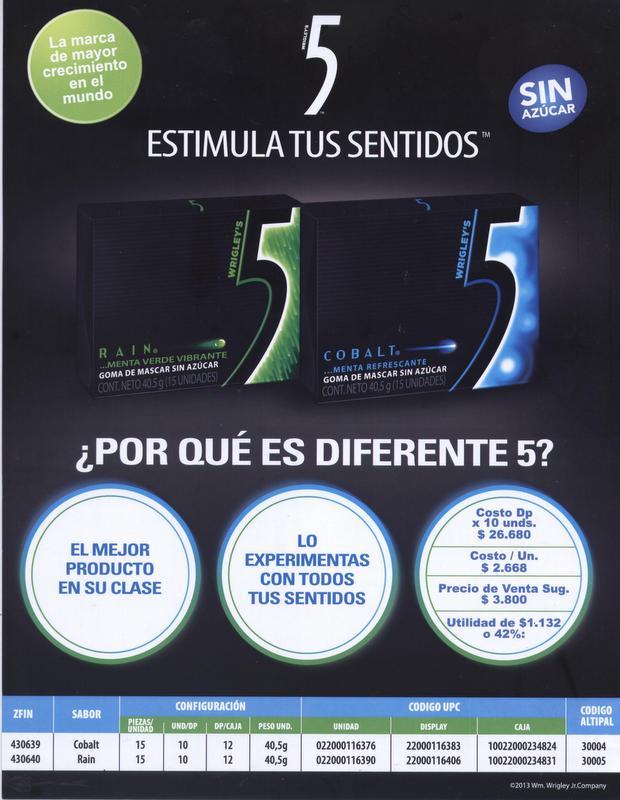 La marca
de mayor
crecimiento
en el
mundo
WRIGLEY'S
5
SIN
AZÚCAR
ESTIMULA TUS SENTIDOS™
5
WRIGLEY'S
5
RAIN®
...MENTA VERDE VIBRANTE
GOMA DE MASCAR SIN AZÚCAR
CONT. NETO 40,5 g (15 UNIDADES)
5
WRIGLEY'S
5
COBALT®
...MENTA REFRESCANTE
GOMA DE MASCAR SIN AZÚCAR
CONT. NETO 40,5 g (15 UNIDADES)
¿POR QUÉ ES DIFERENTE 5?
EL MEJOR
PRODUCTO
EN SU CLASE
LO
EXPERIMENTAS
CON TODOS
TUS SENTIDOS
Costo Dp
x 10 unds.
$ 26.680
Costo / Un.
$ 2.668
Precio de Venta Sug.
$ 3.800
Utilidad de $1.132
o 42%:
ZFIN SABOR CONFIGURACIÓN CODIGO UPC CODIGO ALTIPAL
PIEZAS/UNIDAD UND/DP DP/CAJA PESO UND. UNIDAD DISPLAY CAJA
430639 Cobalt 15 10 12 40,5g 022000116376 22000116383 10022000234824 30004
430640 Rain 15 10 12 40,5g 022000116390 22000116406 10022000234831 30005
©2013 Wm. Wrigley Jr.Company